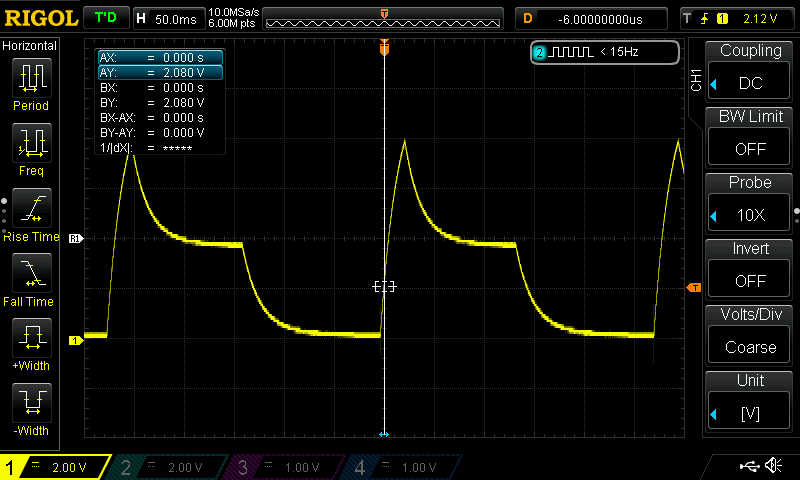 RIGOL T'D H 50.0ms 10.0MSa/s 6.00M pts T D -6.00000000us T 1 2.12 V
Horizontal
Period
Freq
Rise Time
Fall Time
+Width
-Width
AX: = 0.000 s
AY: = 2.080 V
BX: = 0.000 s
BY: = 2.080 V
BX-AX: = 0.000 s
BY-AY: = 0.000 V
1/|dX|: = *****
T
2 < 15Hz
R1
1
T
CH1
Coupling
DC
BW Limit
OFF
Probe
10X
Invert
OFF
Volts/Div
Coarse
Unit
[V]
1 = 2.00 V 2 = 2.00 V 3 = 1.00 V 4 = 1.00 V